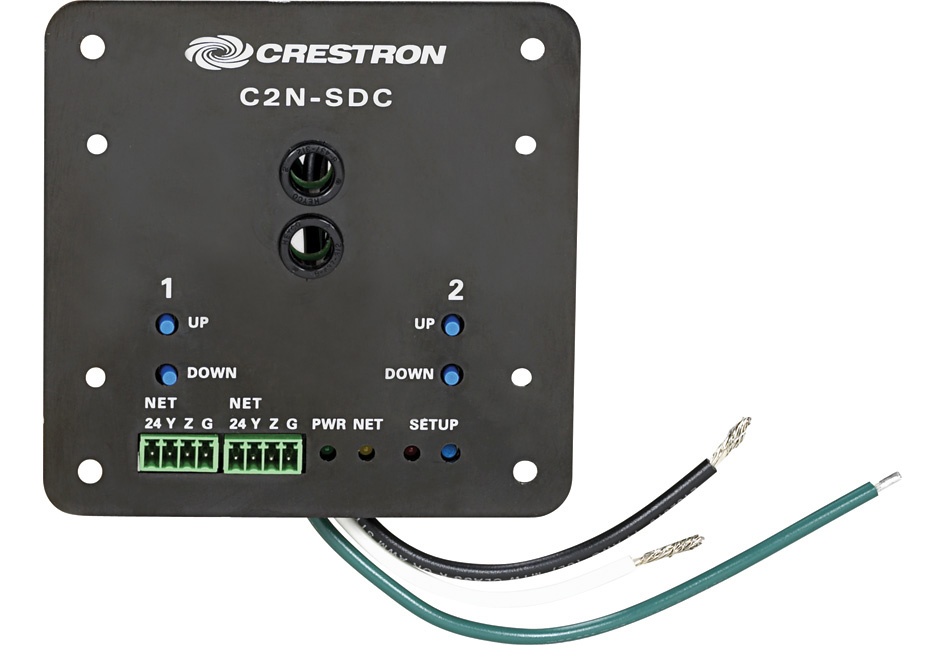 CRESTRON
C2N-SDC
1 2
UP UP
DOWN DOWN
NET NET
24 Y Z G 24 Y Z G PWR NET SETUP